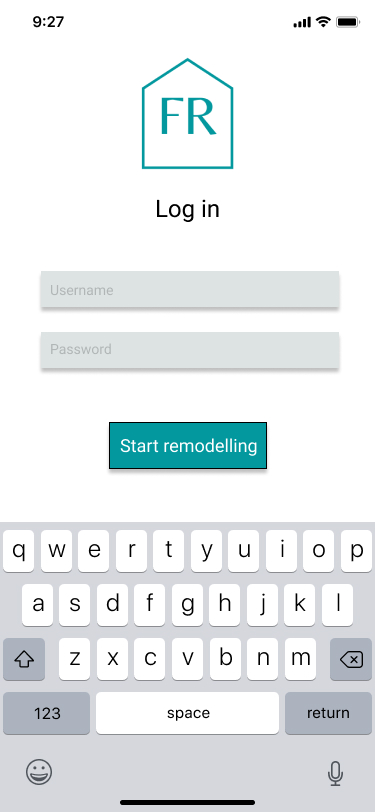 9:27
FR
Log in
Username
Password
Start remodelling
q w e r t y u i o p
a s d f g h j k l
z x c v b n m
123 space return